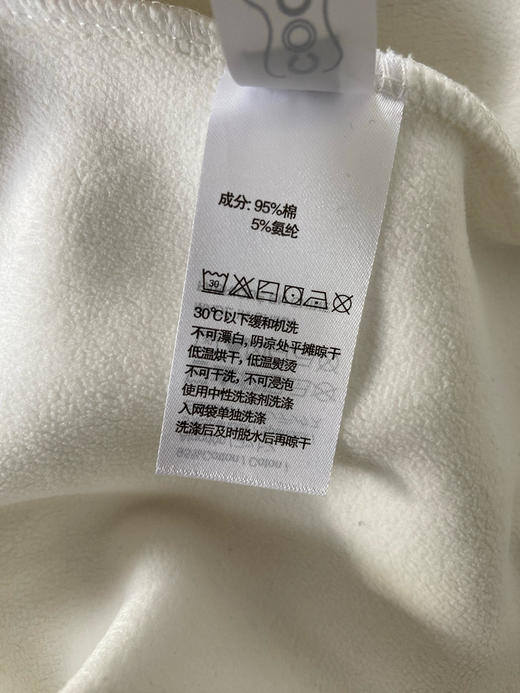 成分: 95%棉
5%氨纶
30
30℃以下缓和机洗
不可漂白, 阴凉处平摊晾干
低温烘干, 低温熨烫
不可干洗, 不可浸泡
使用中性洗涤剂洗涤
入网袋单独洗涤
洗涤后及时脱水后再晾干
95%Cotton / Coton /